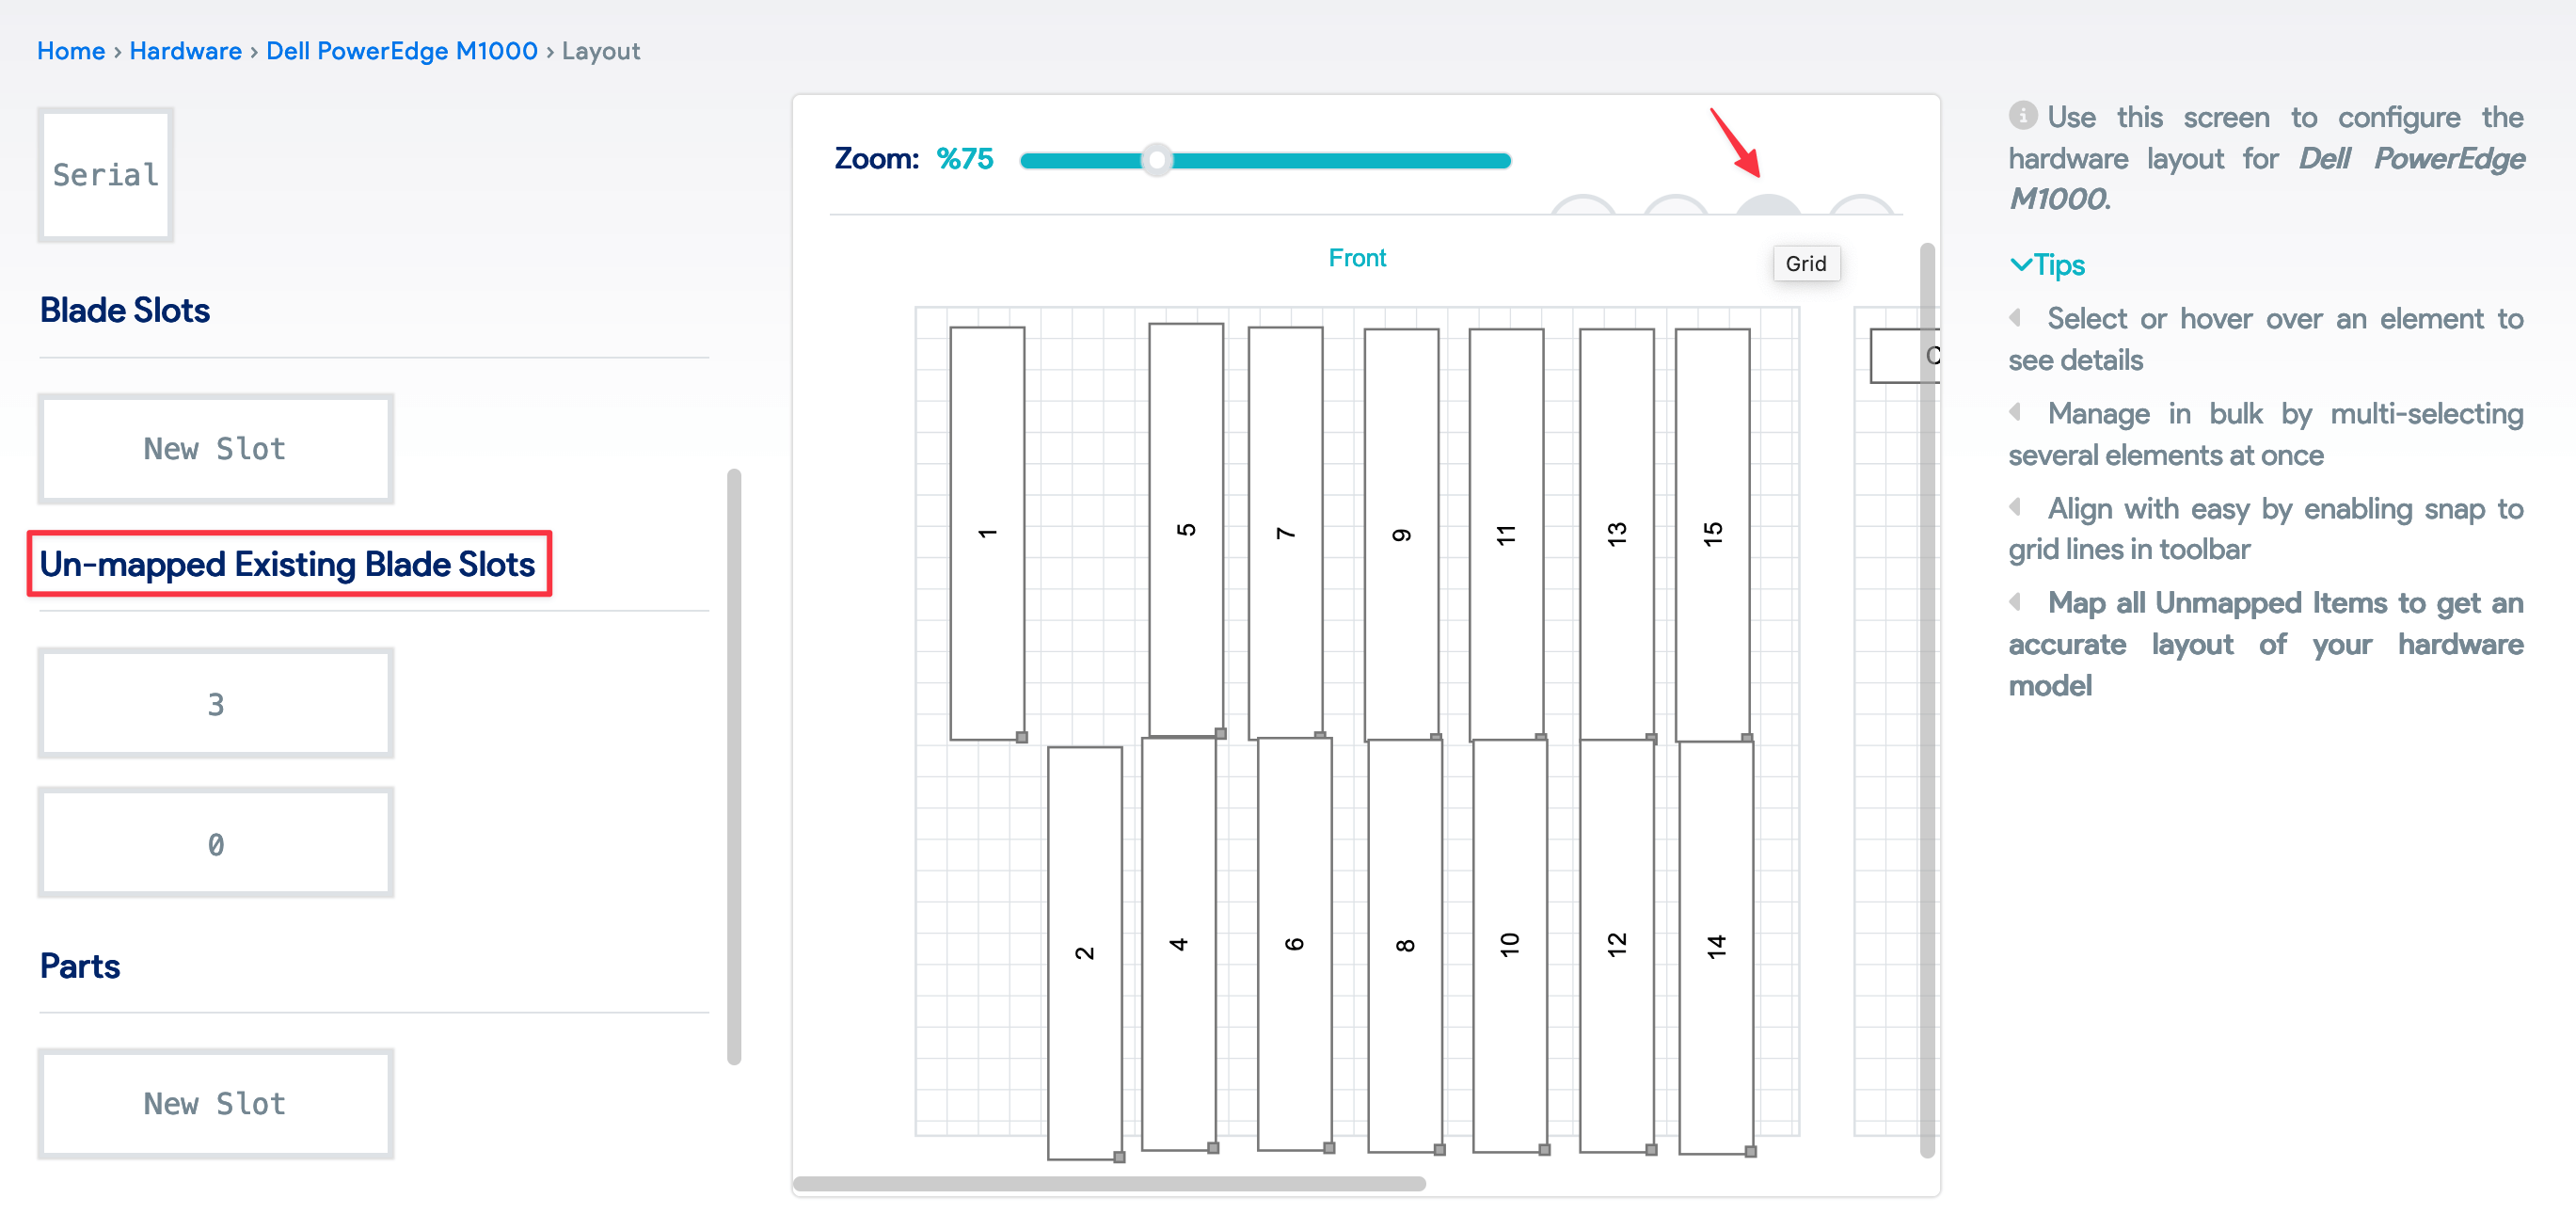 Home › Hardware › Dell PowerEdge M1000 › Layout
Serial
Blade Slots
New Slot
Un-mapped Existing Blade Slots
3
0
Parts
New Slot
Zoom: %75
Front
Grid
1
5
7
9
11
13
15
2
4
6
8
10
12
14
Use this screen to configure the
hardware layout for Dell PowerEdge
M1000.
Tips
Select or hover over an element to
see details
Manage in bulk by multi-selecting
several elements at once
Align with easy by enabling snap to
grid lines in toolbar
Map all Unmapped Items to get an
accurate layout of your hardware
model